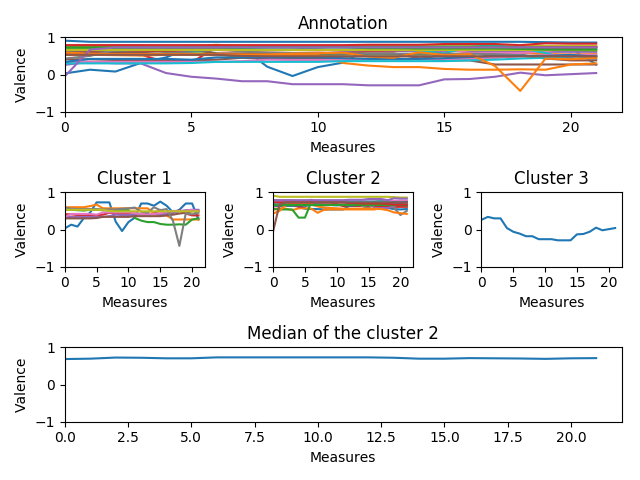 Annotation
1
0
-1
Valence
0 5 10 15 20
Measures
Cluster 1
1
0
-1
Valence
0 5 10 15 20
Measures
Cluster 2
1
0
-1
Valence
0 5 10 15 20
Measures
Cluster 3
1
0
-1
Valence
0 5 10 15 20
Measures
Median of the cluster 2
1
0
-1
Valence
0.0 2.5 5.0 7.5 10.0 12.5 15.0 17.5 20.0
Measures